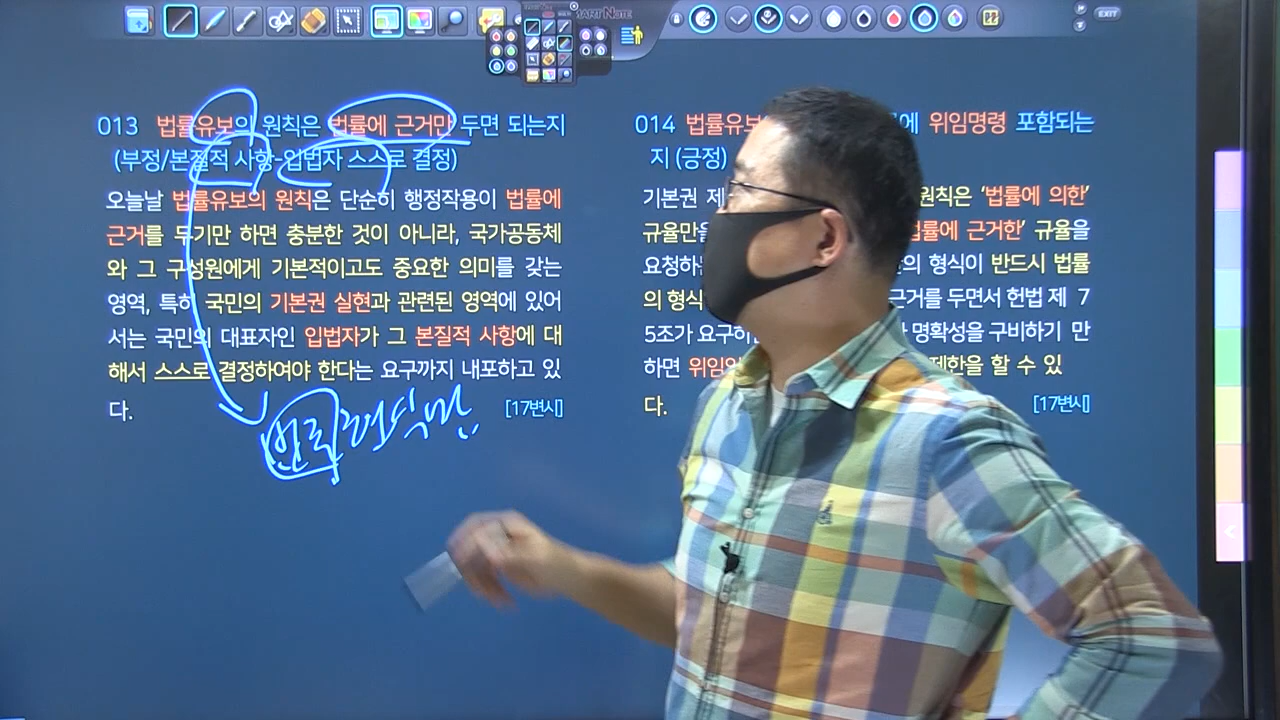 SMART NOTE
EXIT
013 법률유보의 원칙은 법률에 근거만 두면 되는지
(부정/본질적 사항-입법자 스스로 결정)
오늘날 법률유보의 원칙은 단순히 행정작용이 법률에
근거를 두기만 하면 충분한 것이 아니라, 국가공동체
와 그 구성원에게 기본적이고도 중요한 의미를 갖는
영역, 특히 국민의 기본권 실현과 관련된 영역에 있어
서는 국민의 대표자인 입법자가 그 본질적 사항에 대
해서 스스로 결정하여야 한다는 요구까지 내포하고 있
다.
[17변시]
014 법률유보 에 위임명령 포함되는
지 (긍정)
기본권 제 원칙은 ‘법률에 의한’
규율만을 법률에 근거한’ 규율을
요청하는 의 형식이 반드시 법률
의 형식 근거를 두면서 헌법 제 7
5조가 요구하는 명확성을 구비하기 만
하면 위임입 제한을 할 수 있
다.
[17변시]